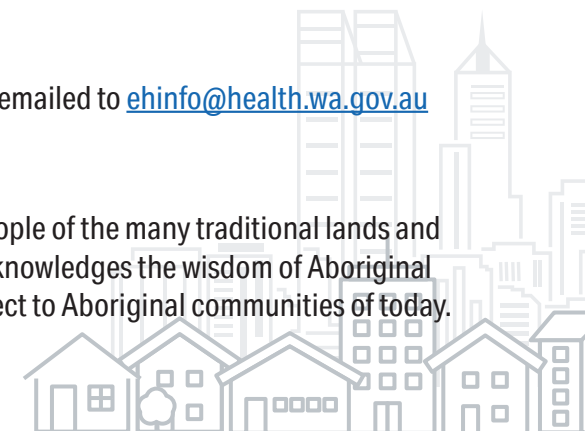 emailed to ehinfo@health.wa.gov.au
ople of the many traditional lands and
knowledges the wisdom of Aboriginal
ect to Aboriginal communities of today.